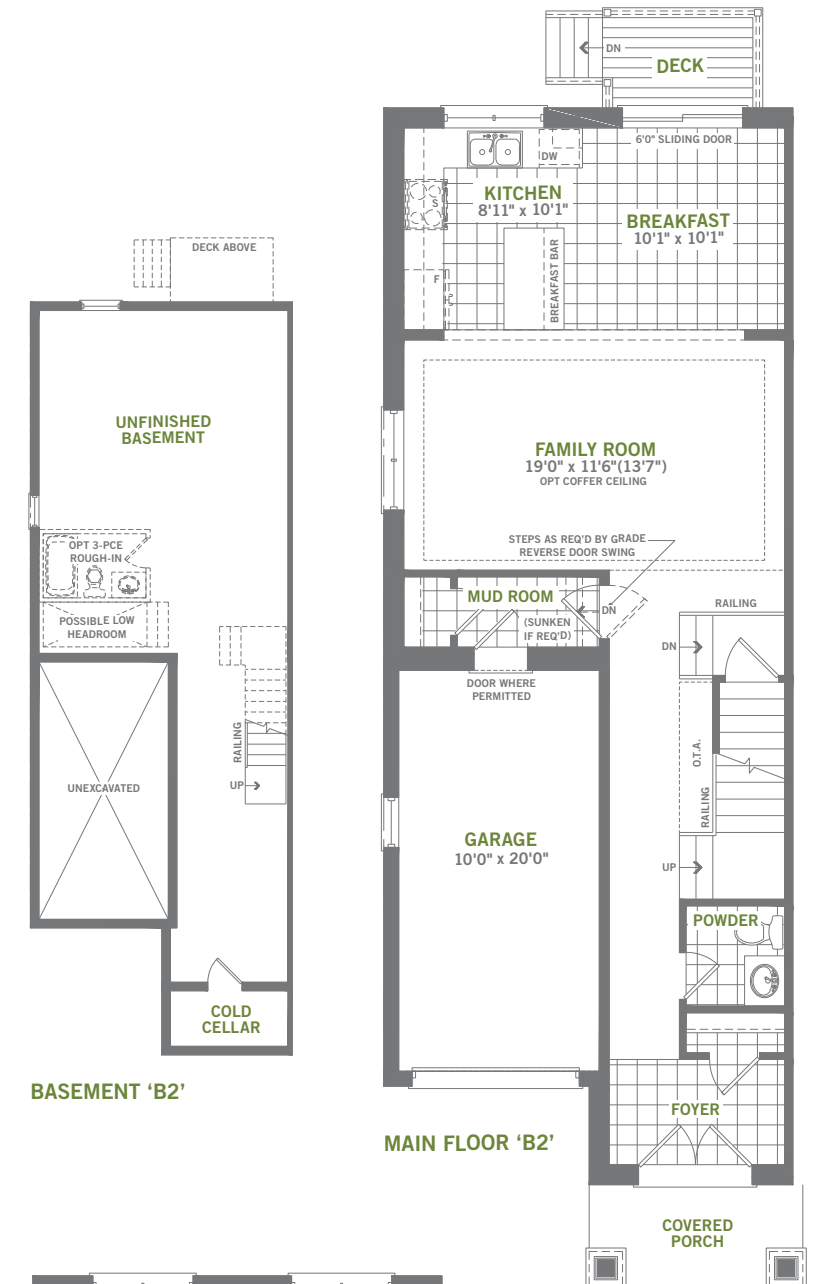 DN
DECK
6'0" SLIDING DOOR
DW
KITCHEN
8'11" x 10'1"
S
BREAKFAST
10'1" x 10'1"
BREAKFAST BAR
F
DECK ABOVE
UNFINISHED
BASEMENT
FAMILY ROOM
19'0" x 11'6"(13'7")
OPT COFFER CEILING
STEPS AS REQ'D BY GRADE
REVERSE DOOR SWING
OPT 3-PCE
ROUGH-IN
POSSIBLE LOW
HEADROOM
MUD ROOM
(SUNKEN
IF REQ'D)
DN
RAILING
DN
DOOR WHERE
PERMITTED
UNEXCAVATED
RAILING
UP
O.T.A.
RAILING
GARAGE
10'0" x 20'0"
UP
POWDER
COLD
CELLAR
BASEMENT ‘B2’
FOYER
MAIN FLOOR ‘B2’
COVERED
PORCH